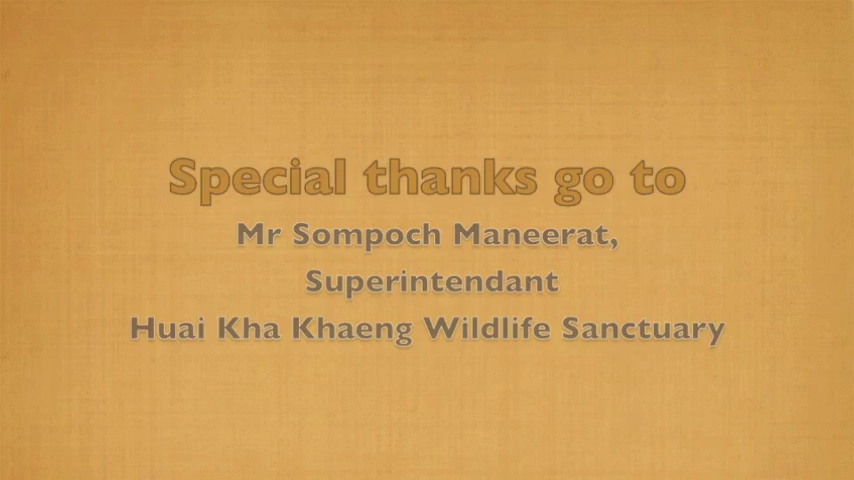 Special thanks go to
Mr Sompoch Maneerat,
Superintendant
Huai Kha Khaeng Wildlife Sanctuary